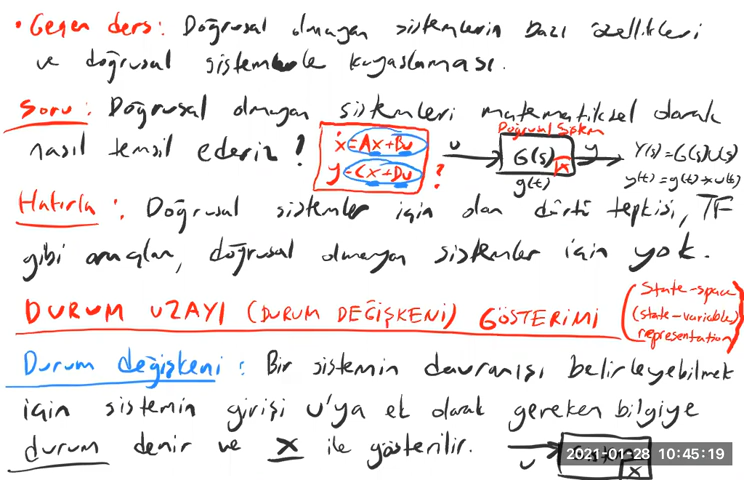 • Geçen ders: Doğrusal olmayan sistemlerin bazı özellikleri
ve doğrusal sistemlerle kıyaslaması.
Soru: Doğrusal olmayan sistemleri matematiksel olarak
nasıl temsil ederiz?
ẋ=Ax+Bu
y=Cx+Du ?
Doğrusal Sistem
u G(s) x y
g(t)
Y(s)=G(s)U(s)
y(t)=g(t)*u(t)
Hatırla: Doğrusal sistemler için olan dürtü tepkisi, TF
gibi araçlar, doğrusal olmayan sistemler için yok.
DURUM UZAYI (DURUM DEĞİŞKENİ) GÖSTERİMİ
(state-space
(state-variables)
representation)
Durum değişkeni: Bir sistemin davranışı belirleyebilmek
için sistemin girişi u'ya ek olarak gereken bilgiye
durum denir ve x ile gösterilir.
u x
2021-01-28 10:45:19